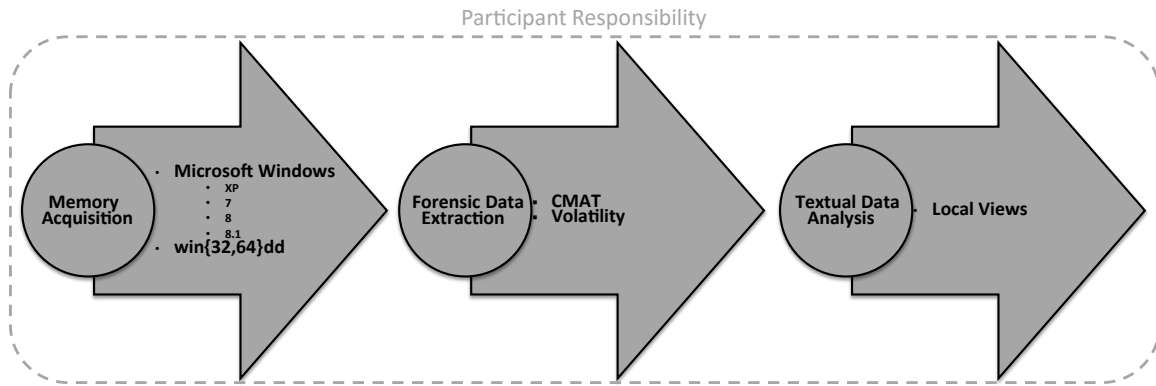 Participant Responsibility
Memory
Acquisition
· Microsoft Windows
· XP
· 7
· 8
· 8.1
· win{32,64}dd
Forensic Data
Extraction
▪ CMAT
▪ Volatility
Textual Data
Analysis
· Local Views